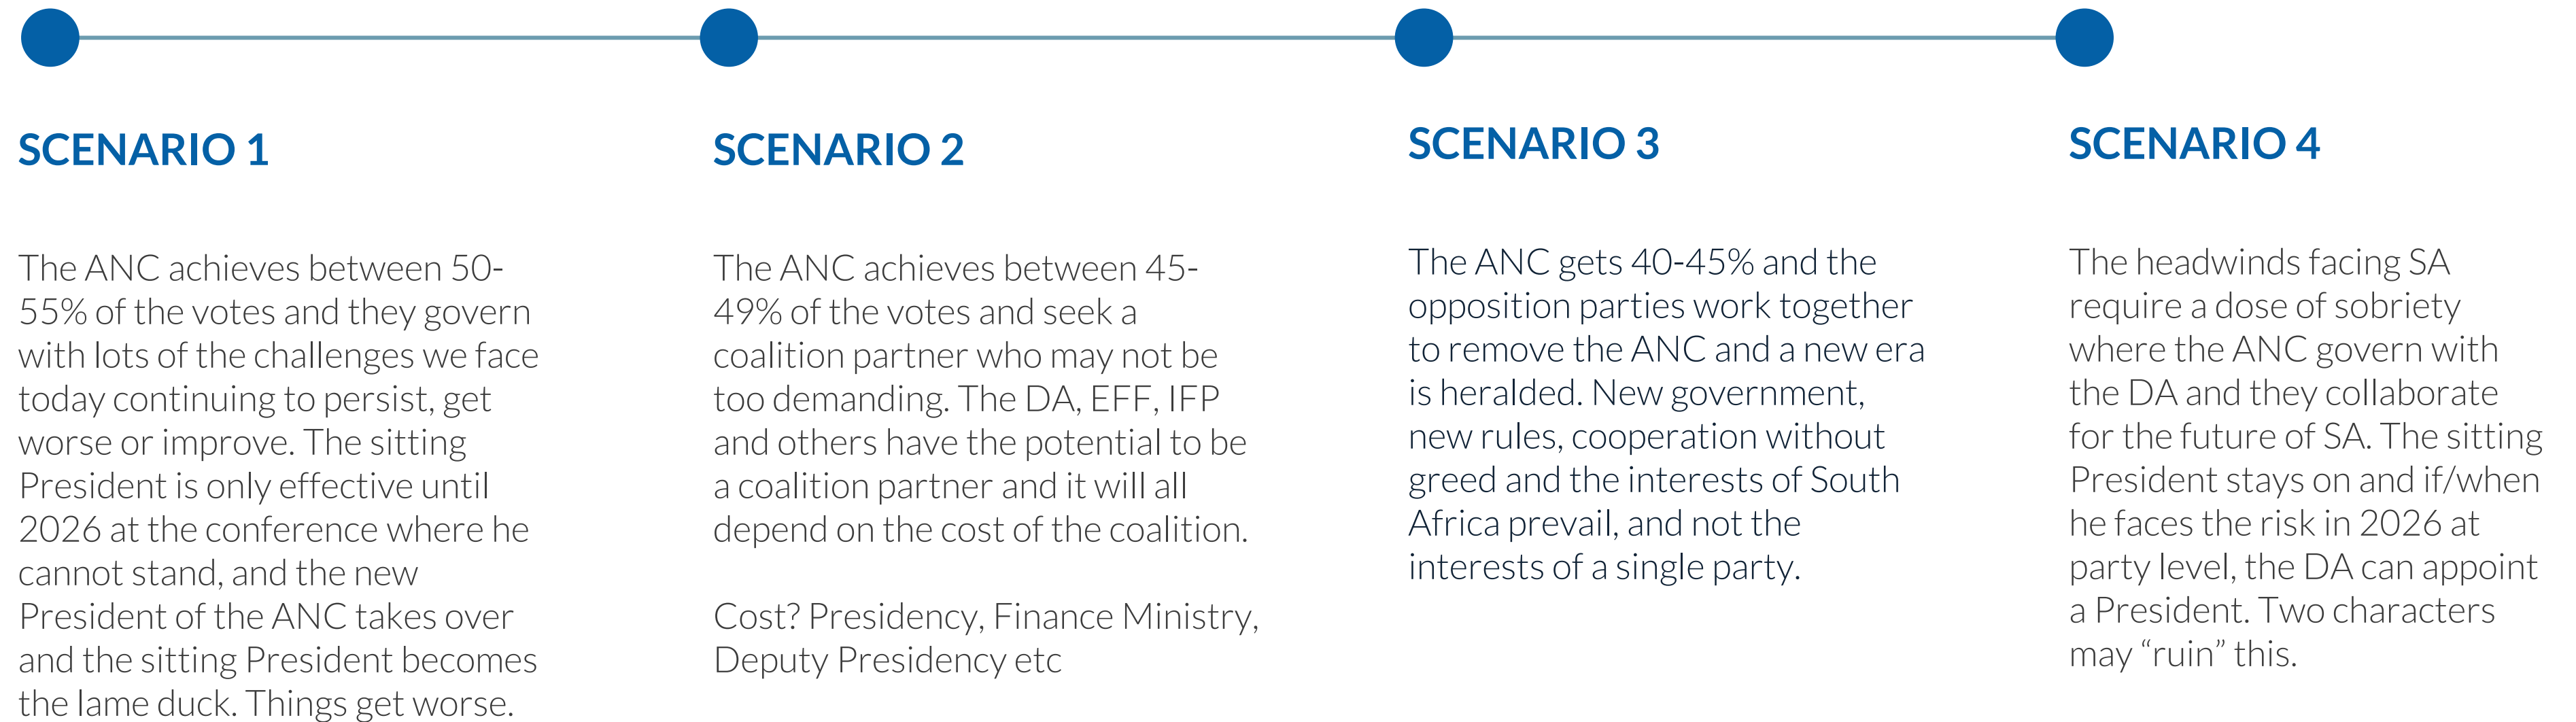 SCENARIO 1
The ANC achieves between 50-
55% of the votes and they govern
with lots of the challenges we face
today continuing to persist, get
worse or improve. The sitting
President is only effective until
2026 at the conference where he
cannot stand, and the new
President of the ANC takes over
and the sitting President becomes
the lame duck. Things get worse.
SCENARIO 2
The ANC achieves between 45-
49% of the votes and seek a
coalition partner who may not be
too demanding. The DA, EFF, IFP
and others have the potential to be
a coalition partner and it will all
depend on the cost of the coalition.
Cost? Presidency, Finance Ministry,
Deputy Presidency etc
SCENARIO 3
The ANC gets 40-45% and the
opposition parties work together
to remove the ANC and a new era
is heralded. New government,
new rules, cooperation without
greed and the interests of South
Africa prevail, and not the
interests of a single party.
SCENARIO 4
The headwinds facing SA
require a dose of sobriety
where the ANC govern with
the DA and they collaborate
for the future of SA. The sitting
President stays on and if/when
he faces the risk in 2026 at
party level, the DA can appoint
a President. Two characters
may “ruin” this.